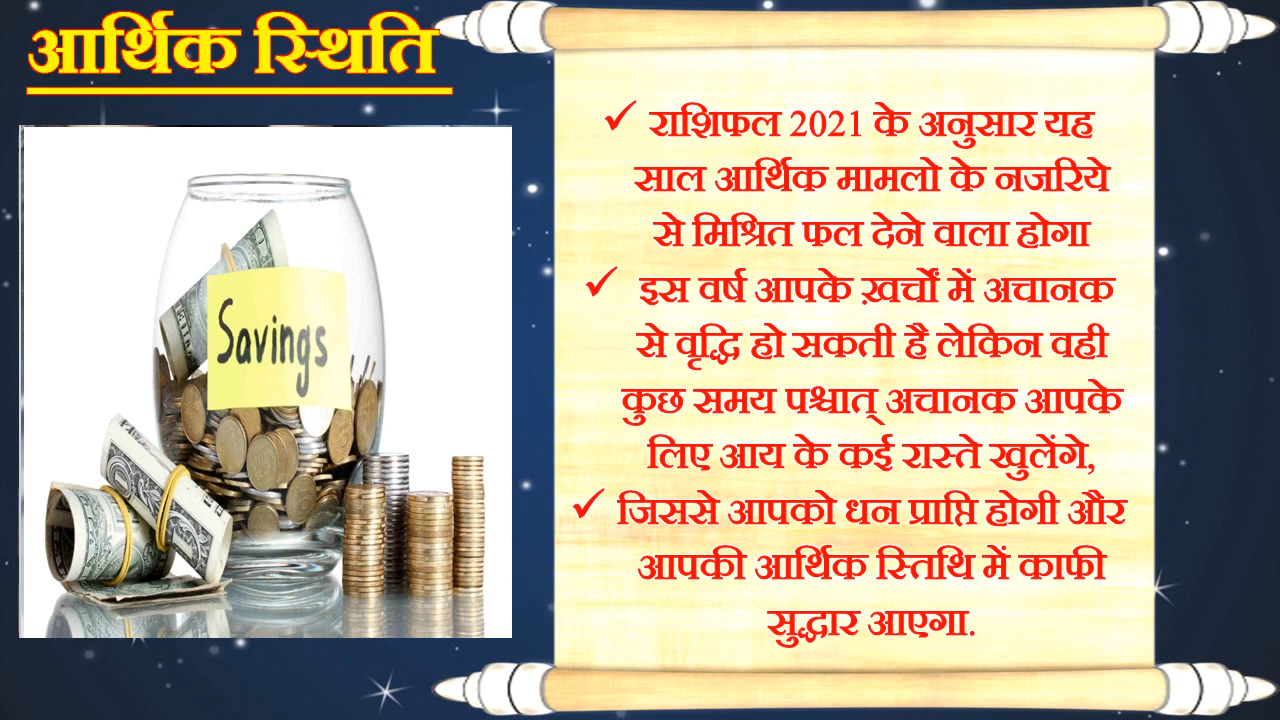 आर्थिक स्थिति
Savings
✓ राशिफल 2021 के अनुसार यह
साल आर्थिक मामलो के नजरिये
से मिश्रित फल देने वाला होगा
✓ इस वर्ष आपके ख़र्चों में अचानक
से वृद्धि हो सकती है लेकिन वही
कुछ समय पश्चात् अचानक आपके
लिए आय के कई रास्ते खुलेंगे,
✓ जिससे आपको धन प्राप्ति होगी और
आपकी आर्थिक स्तिथि में काफी
सुद्धार आएगा.